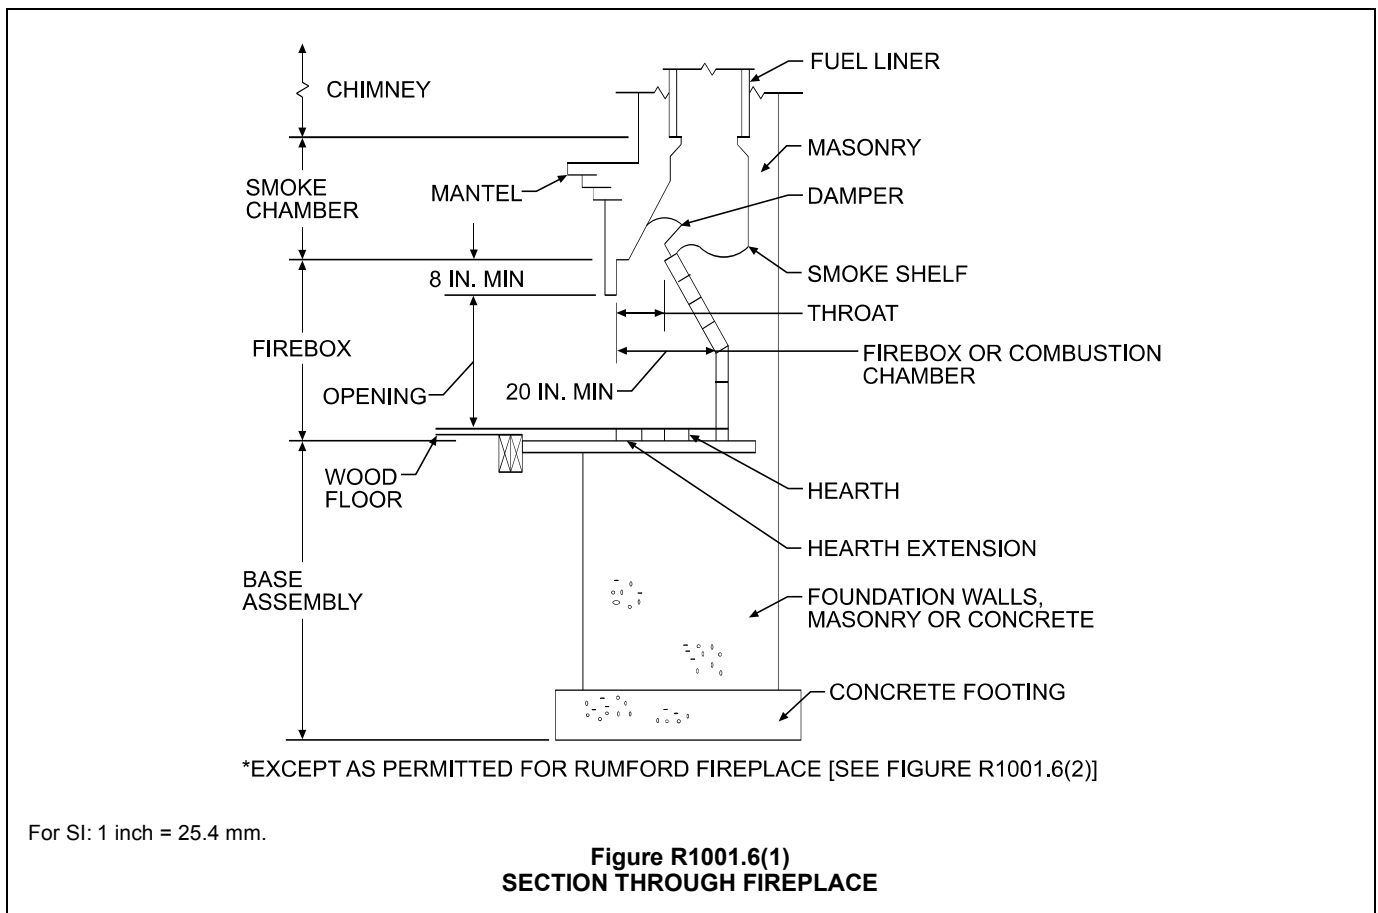 FUEL LINER
CHIMNEY
MASONRY
SMOKE
CHAMBER
MANTEL
DAMPER
8 IN. MIN
SMOKE SHELF
THROAT
FIREBOX
FIREBOX OR COMBUSTION
CHAMBER
OPENING
20 IN. MIN
WOOD
FLOOR
HEARTH
HEARTH EXTENSION
BASE
ASSEMBLY
FOUNDATION WALLS,
MASONRY OR CONCRETE
CONCRETE FOOTING
*EXCEPT AS PERMITTED FOR RUMFORD FIREPLACE [SEE FIGURE R1001.6(2)]
For SI: 1 inch = 25.4 mm.
Figure R1001.6(1)
SECTION THROUGH FIREPLACE